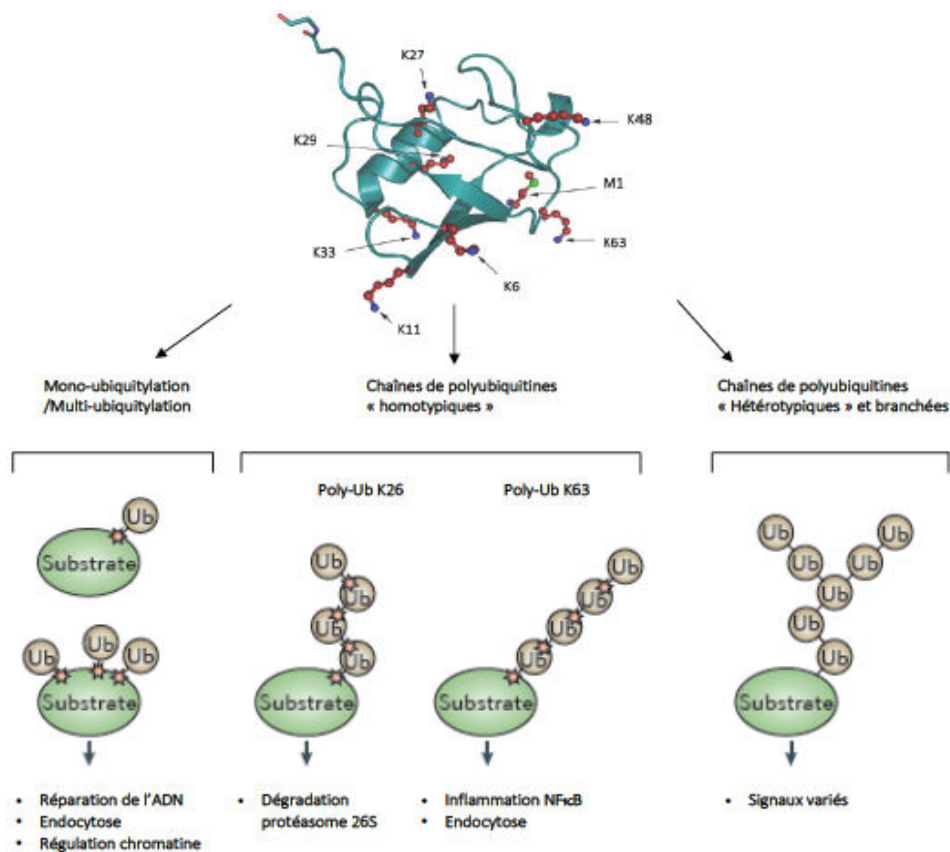 K27
K48
K29
M1
K33
K63
K6
K11
Mono-ubiquitylation
/Multi-ubiquitylation
Chaînes de polyubiquitines
« homotypiques »
Chaînes de polyubiquitines
« Hétérotypiques » et branchées
Poly-Ub K26
Poly-Ub K63
Ub
Substrate
Ub
Ub
Ub
Substrate
Ub
Ub
Ub
Ub
Substrate
Ub
Ub
Ub
Ub
Substrate
Ub
Ub
Ub
Ub
Ub
Ub
Ub
Substrate
• Réparation de l'ADN
• Endocytose
• Régulation chromatine
• Dégradation
protéasome 26S
• Inflammation NFκB
• Endocytose
• Signaux variés